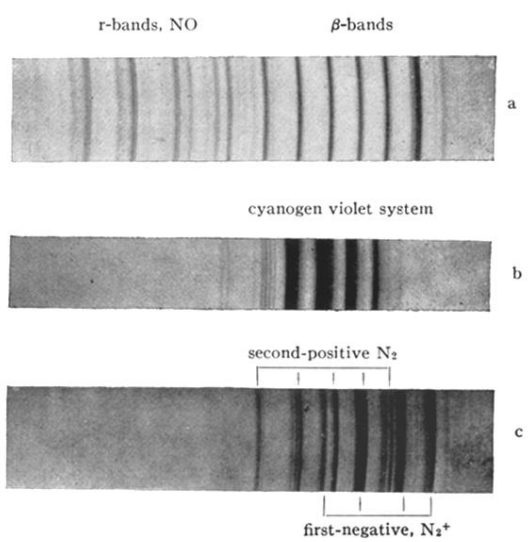 r-bands, NO β-bands
a
cyanogen violet system
b
second-positive N₂
c
first-negative, N₂⁺